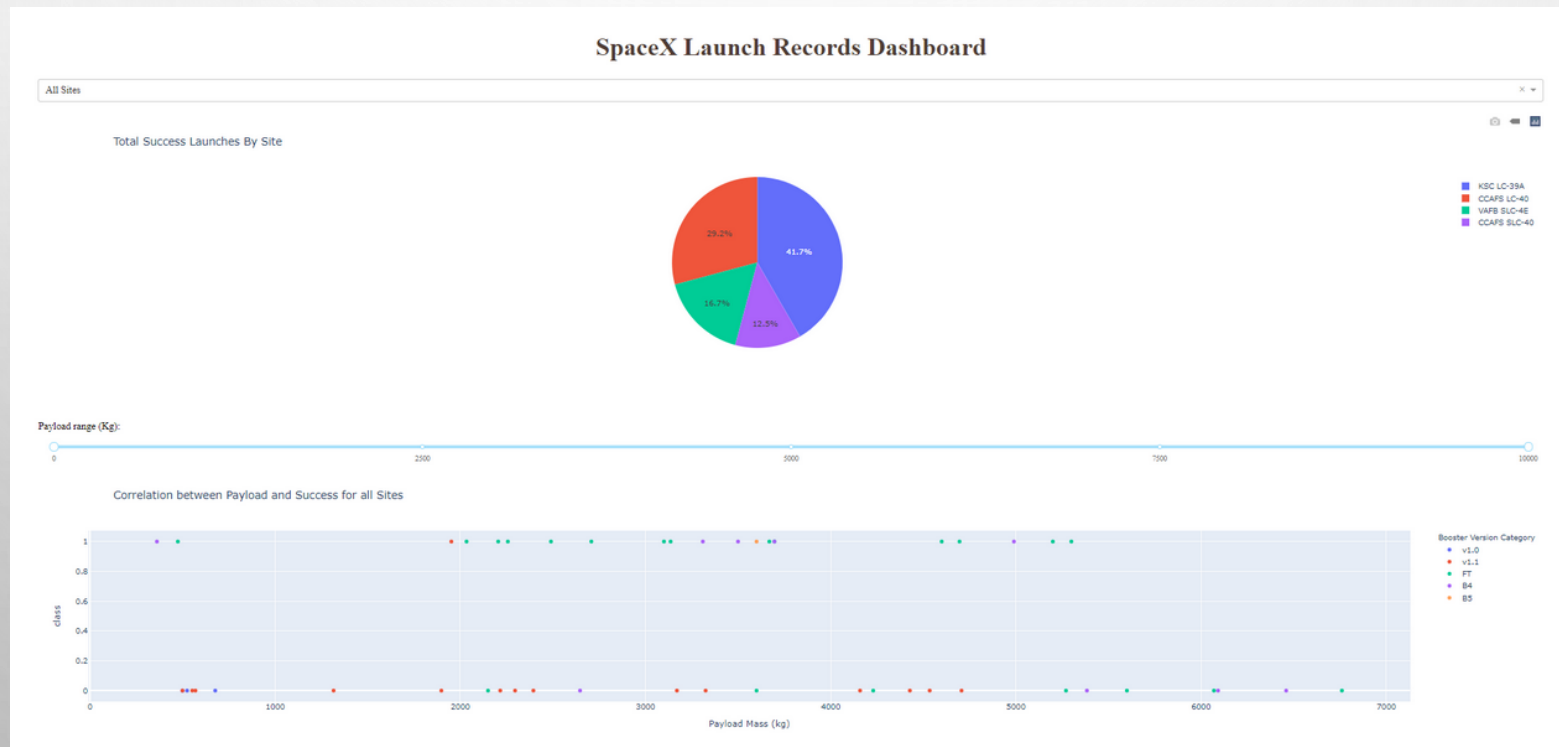 SpaceX Launch Records Dashboard
All Sites
Total Success Launches By Site
KSC LC-39A
CCAFS LC-40
VAFB SLC-4E
CCAFS SLC-40
29.2%
41.7%
16.7%
12.5%
Payload range (Kg):
0 2500 5000 7500 10000
Correlation between Payload and Success for all Sites
Booster Version Category
v1.0
v1.1
FT
B4
B5
class
1
0.8
0.6
0.4
0.2
0
0 1000 2000 3000 4000 5000 6000 7000
Payload Mass (kg)